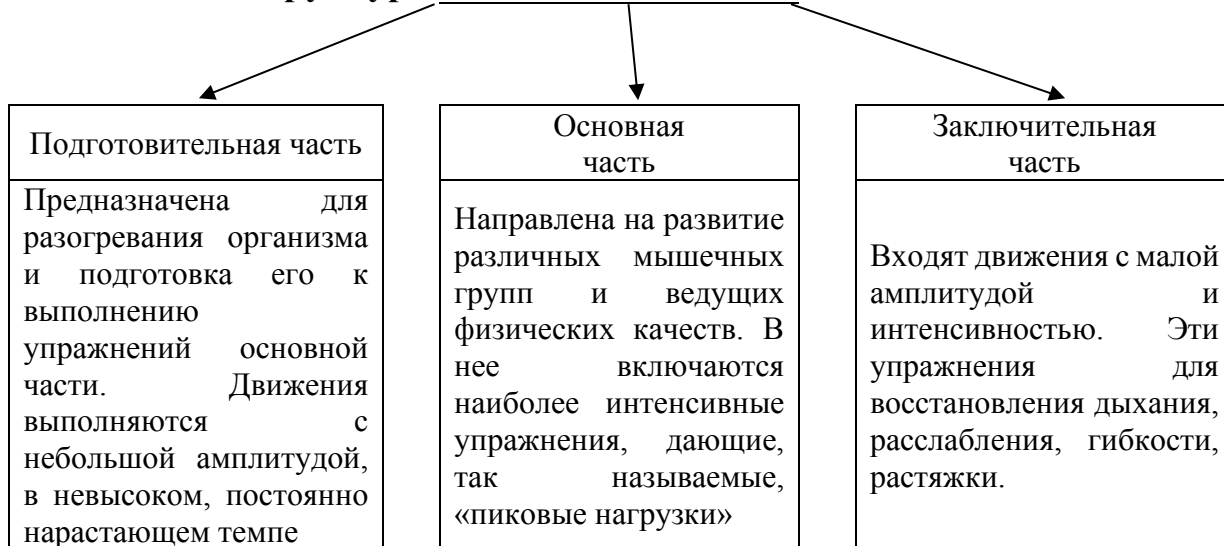 Подготовительная часть
Предназначена для
разогревания организма
и подготовка его к
выполнению
упражнений основной
части. Движения
выполняются с
небольшой амплитудой,
в невысоком, постоянно
нарастающем темпе
Основная
часть
Направлена на развитие
различных мышечных
групп и ведущих
физических качеств. В
нее включаются
наиболее интенсивные
упражнения, дающие,
так называемые,
«пиковые нагрузки»
Заключительная
часть
Входят движения с малой
амплитудой и
интенсивностью. Эти
упражнения для
восстановления дыхания,
расслабления, гибкости,
растяжки.